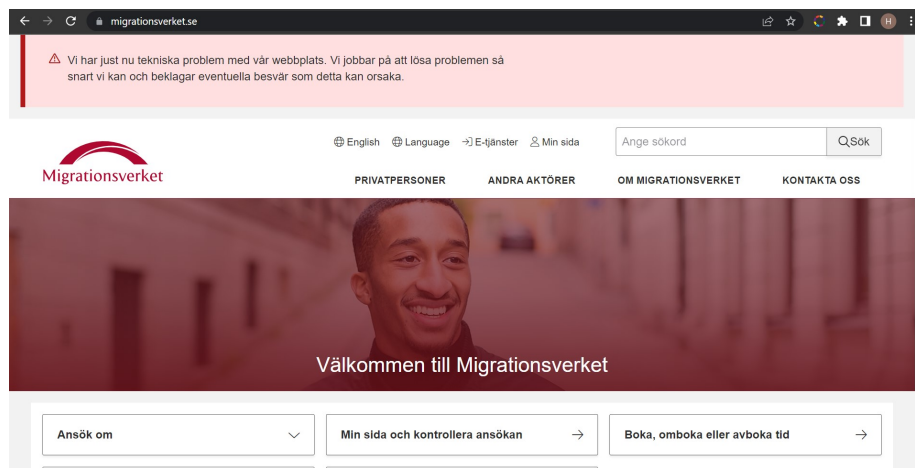 migrationsverket.se
H
Vi har just nu tekniska problem med vår webbplats. Vi jobbar på att lösa problemen så
snart vi kan och beklagar eventuella besvär som detta kan orsaka.
English Language E-tjänster Min sida
Ange sökord
Sök
Migrationsverket
PRIVATPERSONER ANDRA AKTÖRER OM MIGRATIONSVERKET KONTAKTA OSS
Välkommen till Migrationsverket
Ansök om
Min sida och kontrollera ansökan
Boka, omboka eller avboka tid